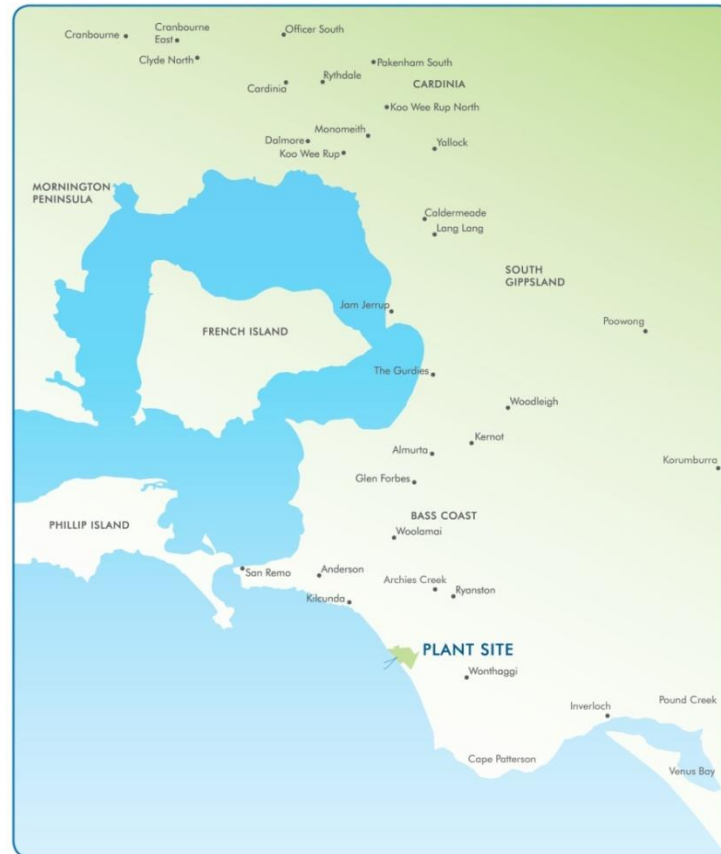 Cranbourne
Cranbourne
East
Officer South
Clyde North
Pakenham South
Cardinia
Rythdale
CARDINIA
Koo Wee Rup North
Monomeith
Dalmore
Koo Wee Rup
Yallock
MORNINGTON
PENINSULA
Caldermeade
Lang Lang
SOUTH
GIPPSLAND
Jam Jerrup
Poowong
FRENCH ISLAND
The Gurdies
Woodleigh
Kernot
Almurta
Korumburra
Glen Forbes
BASS COAST
PHILLIP ISLAND
Woolamai
San Remo
Anderson
Archies Creek
Ryanston
Kilcunda
PLANT SITE
Wonthaggi
Pound Creek
Inverloch
Cape Patterson
Venus Bay